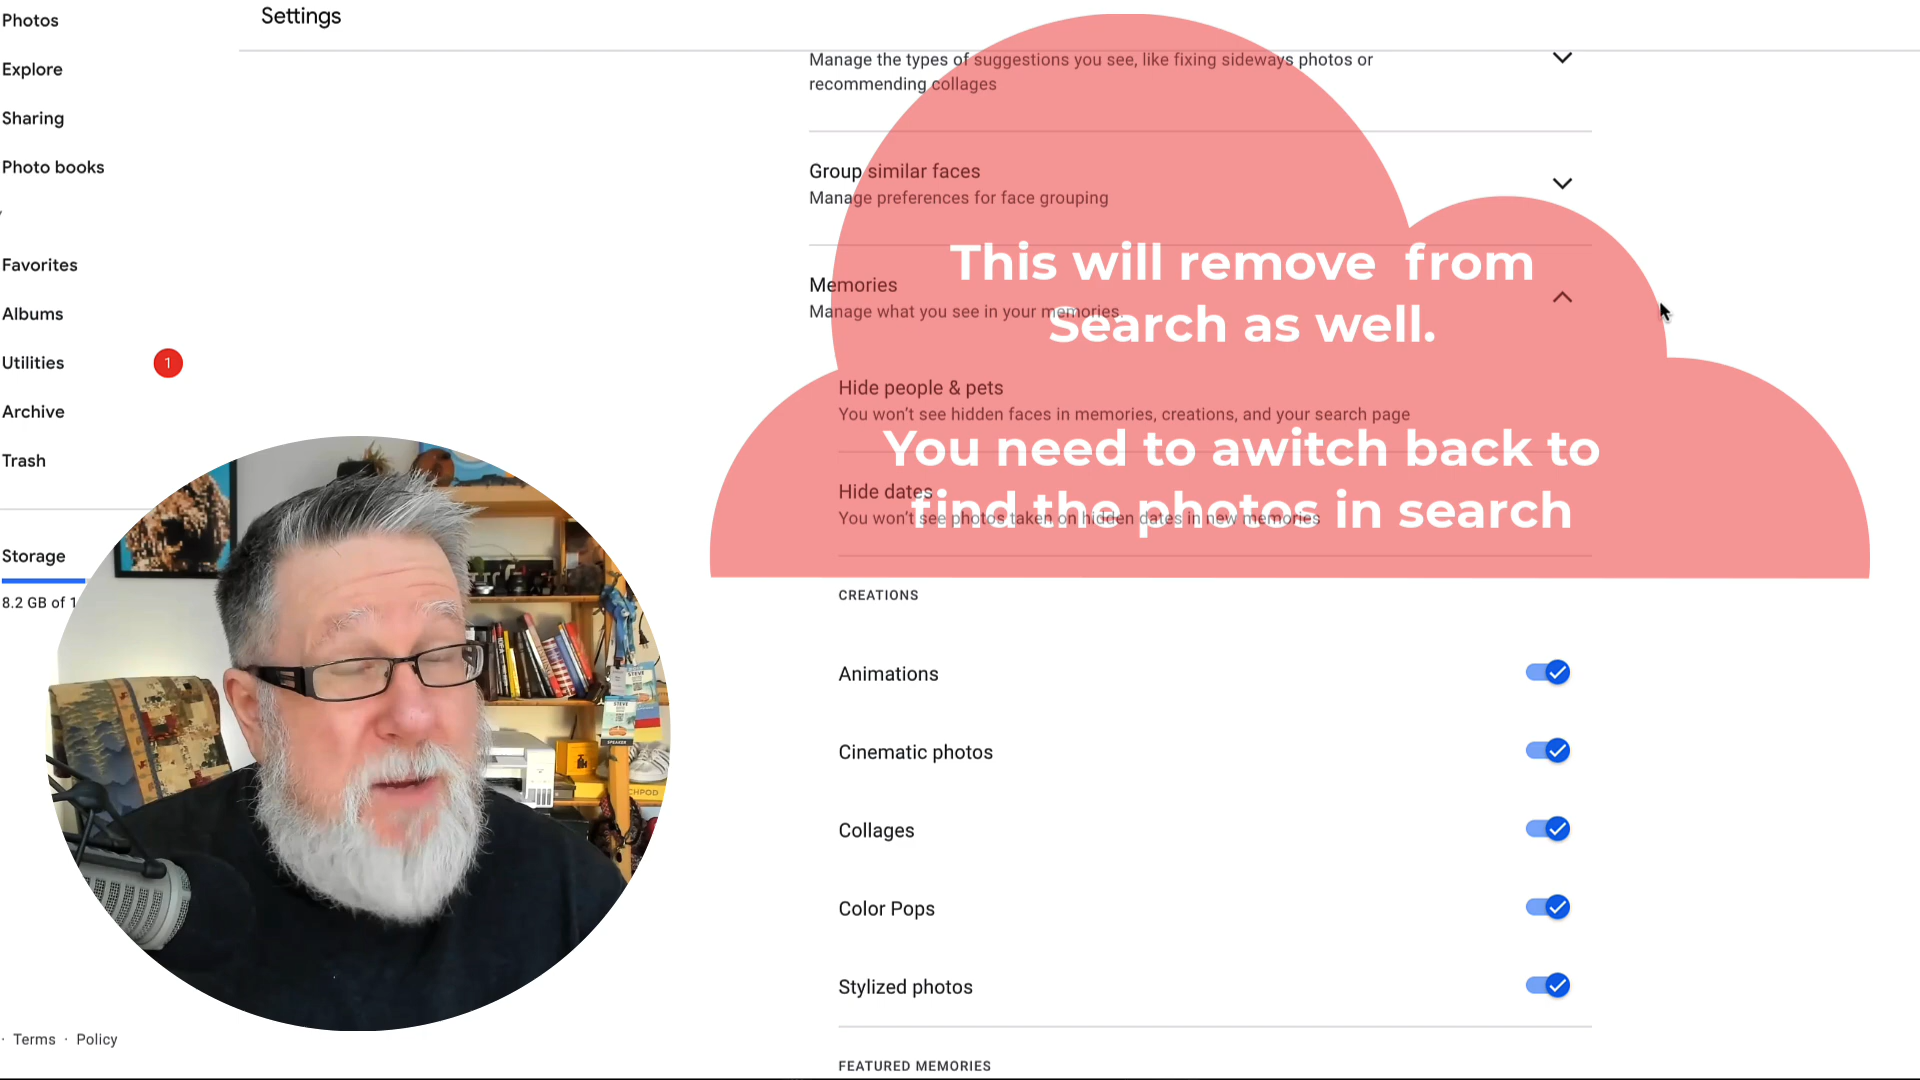 Photos
Settings
Explore
Sharing
Photo books
Favorites
Albums
Utilities
1
Archive
Trash
Storage
8.2 GB of 1
· Terms · Policy
Manage the types of suggestions you see, like fixing sideways photos or
recommending collages
Group similar faces
Manage preferences for face grouping
This will remove from
Search as well.
Memories
Manage what you see in your memories.
Hide people & pets
You won't see hidden faces in memories, creations, and your search page
You need to awitch back to
find the photos in search
Hide dates
You won't see photos taken on hidden dates in new memories
CREATIONS
Animations
Cinematic photos
Collages
Color Pops
Stylized photos
FEATURED MEMORIES
STEVE
STEVE
SPEAKER
CHPOD